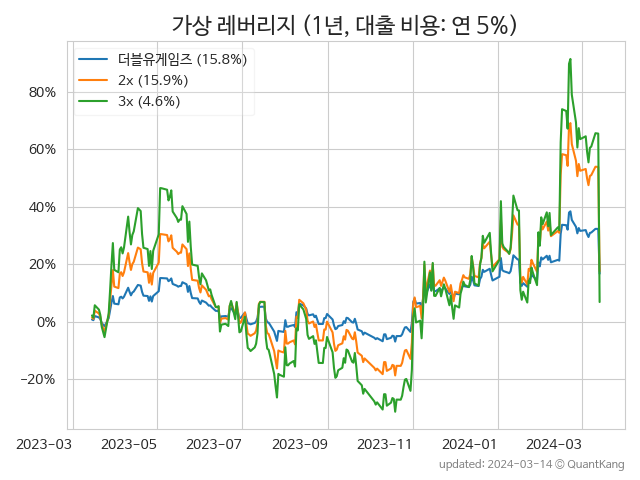 가상 레버리지 (1년, 대출 비용: 연 5%)
더블유게임즈 (15.8%)
2x (15.9%)
3x (4.6%)
80%
60%
40%
20%
0%
−20%
2023−03 2023−05 2023−07 2023−09 2023−11 2024−01 2024−03
updated: 2024-03-14 ⓒ QuantKang